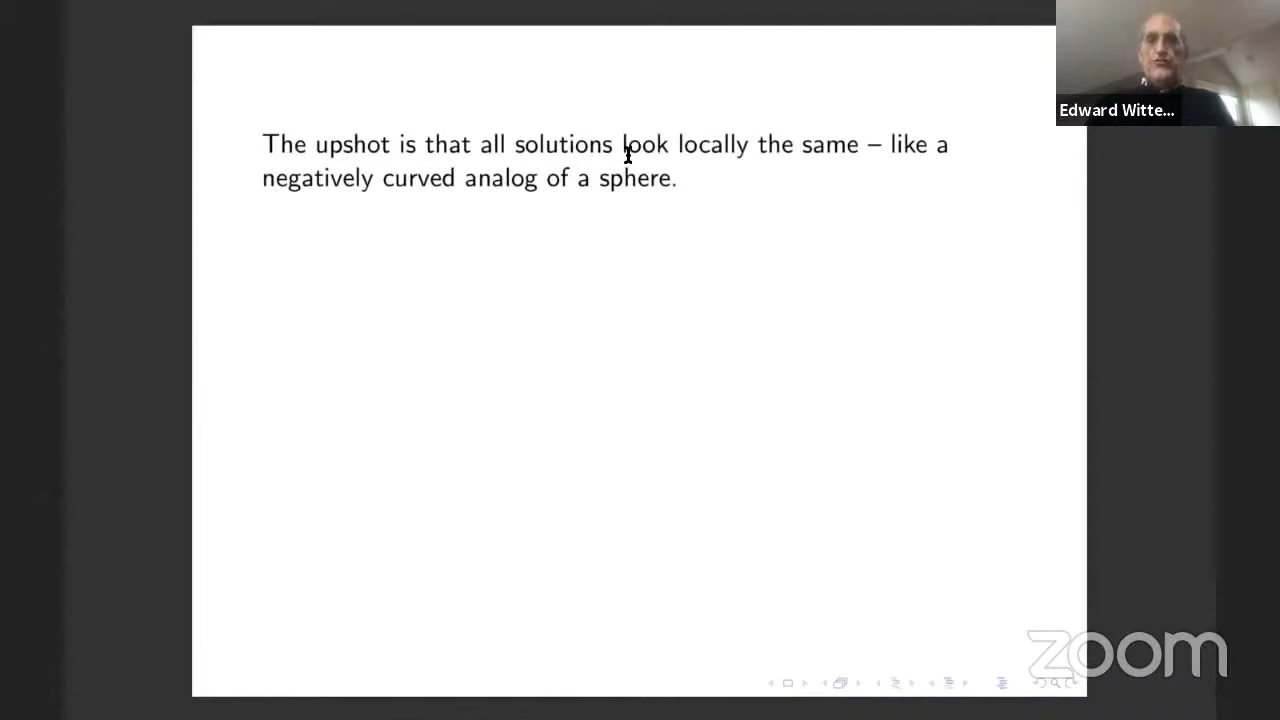 The upshot is that all solutions look locally the same – like a
negatively curved analog of a sphere.
Edward Witte...
zoom